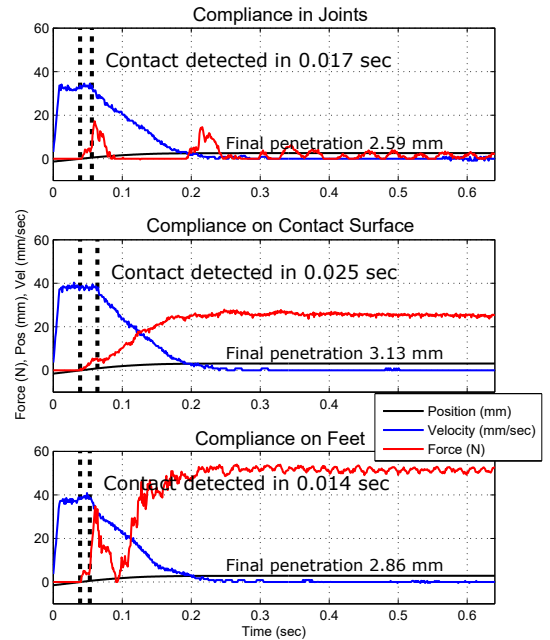 Compliance in Joints
60
40
20
0
Contact detected in 0.017 sec
Final penetration 2.59 mm
0 0.1 0.2 0.3 0.4 0.5 0.6
Compliance on Contact Surface
60
40
20
0
Contact detected in 0.025 sec
Final penetration 3.13 mm
0 0.1 0.2 0.3 0.4 0.5 0.6
Force (N), Pos (mm), Vel (mm/sec)
Position (mm)
Velocity (mm/sec)
Force (N)
Compliance on Feet
60
40
20
0
Contact detected in 0.014 sec
Final penetration 2.86 mm
0 0.1 0.2 0.3 0.4 0.5 0.6
Time (sec)